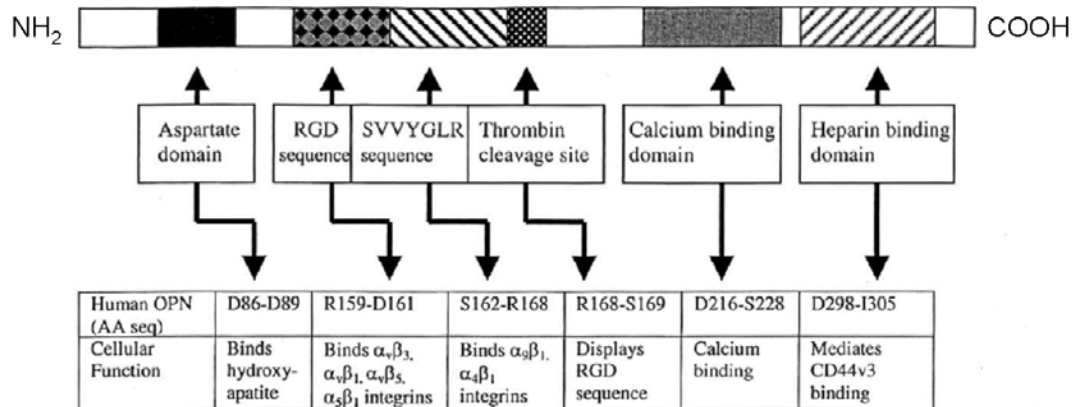 NH2 COOH
Aspartate RGD SVVYGLR Thrombin Calcium binding Heparin binding
domain sequence sequence cleavage site domain domain
Human OPN D86-D89 R159-D161 S162-R168 R168-S169 D216-S228 D298-I305
(AA seq)
Cellular Binds Binds αvβ3, Binds α9β1, Displays Calcium Mediates
Function hydroxy- αvβ1, αvβ5, α4β1 RGD binding CD44v3
apatite α5β1 integrins integrins sequence binding